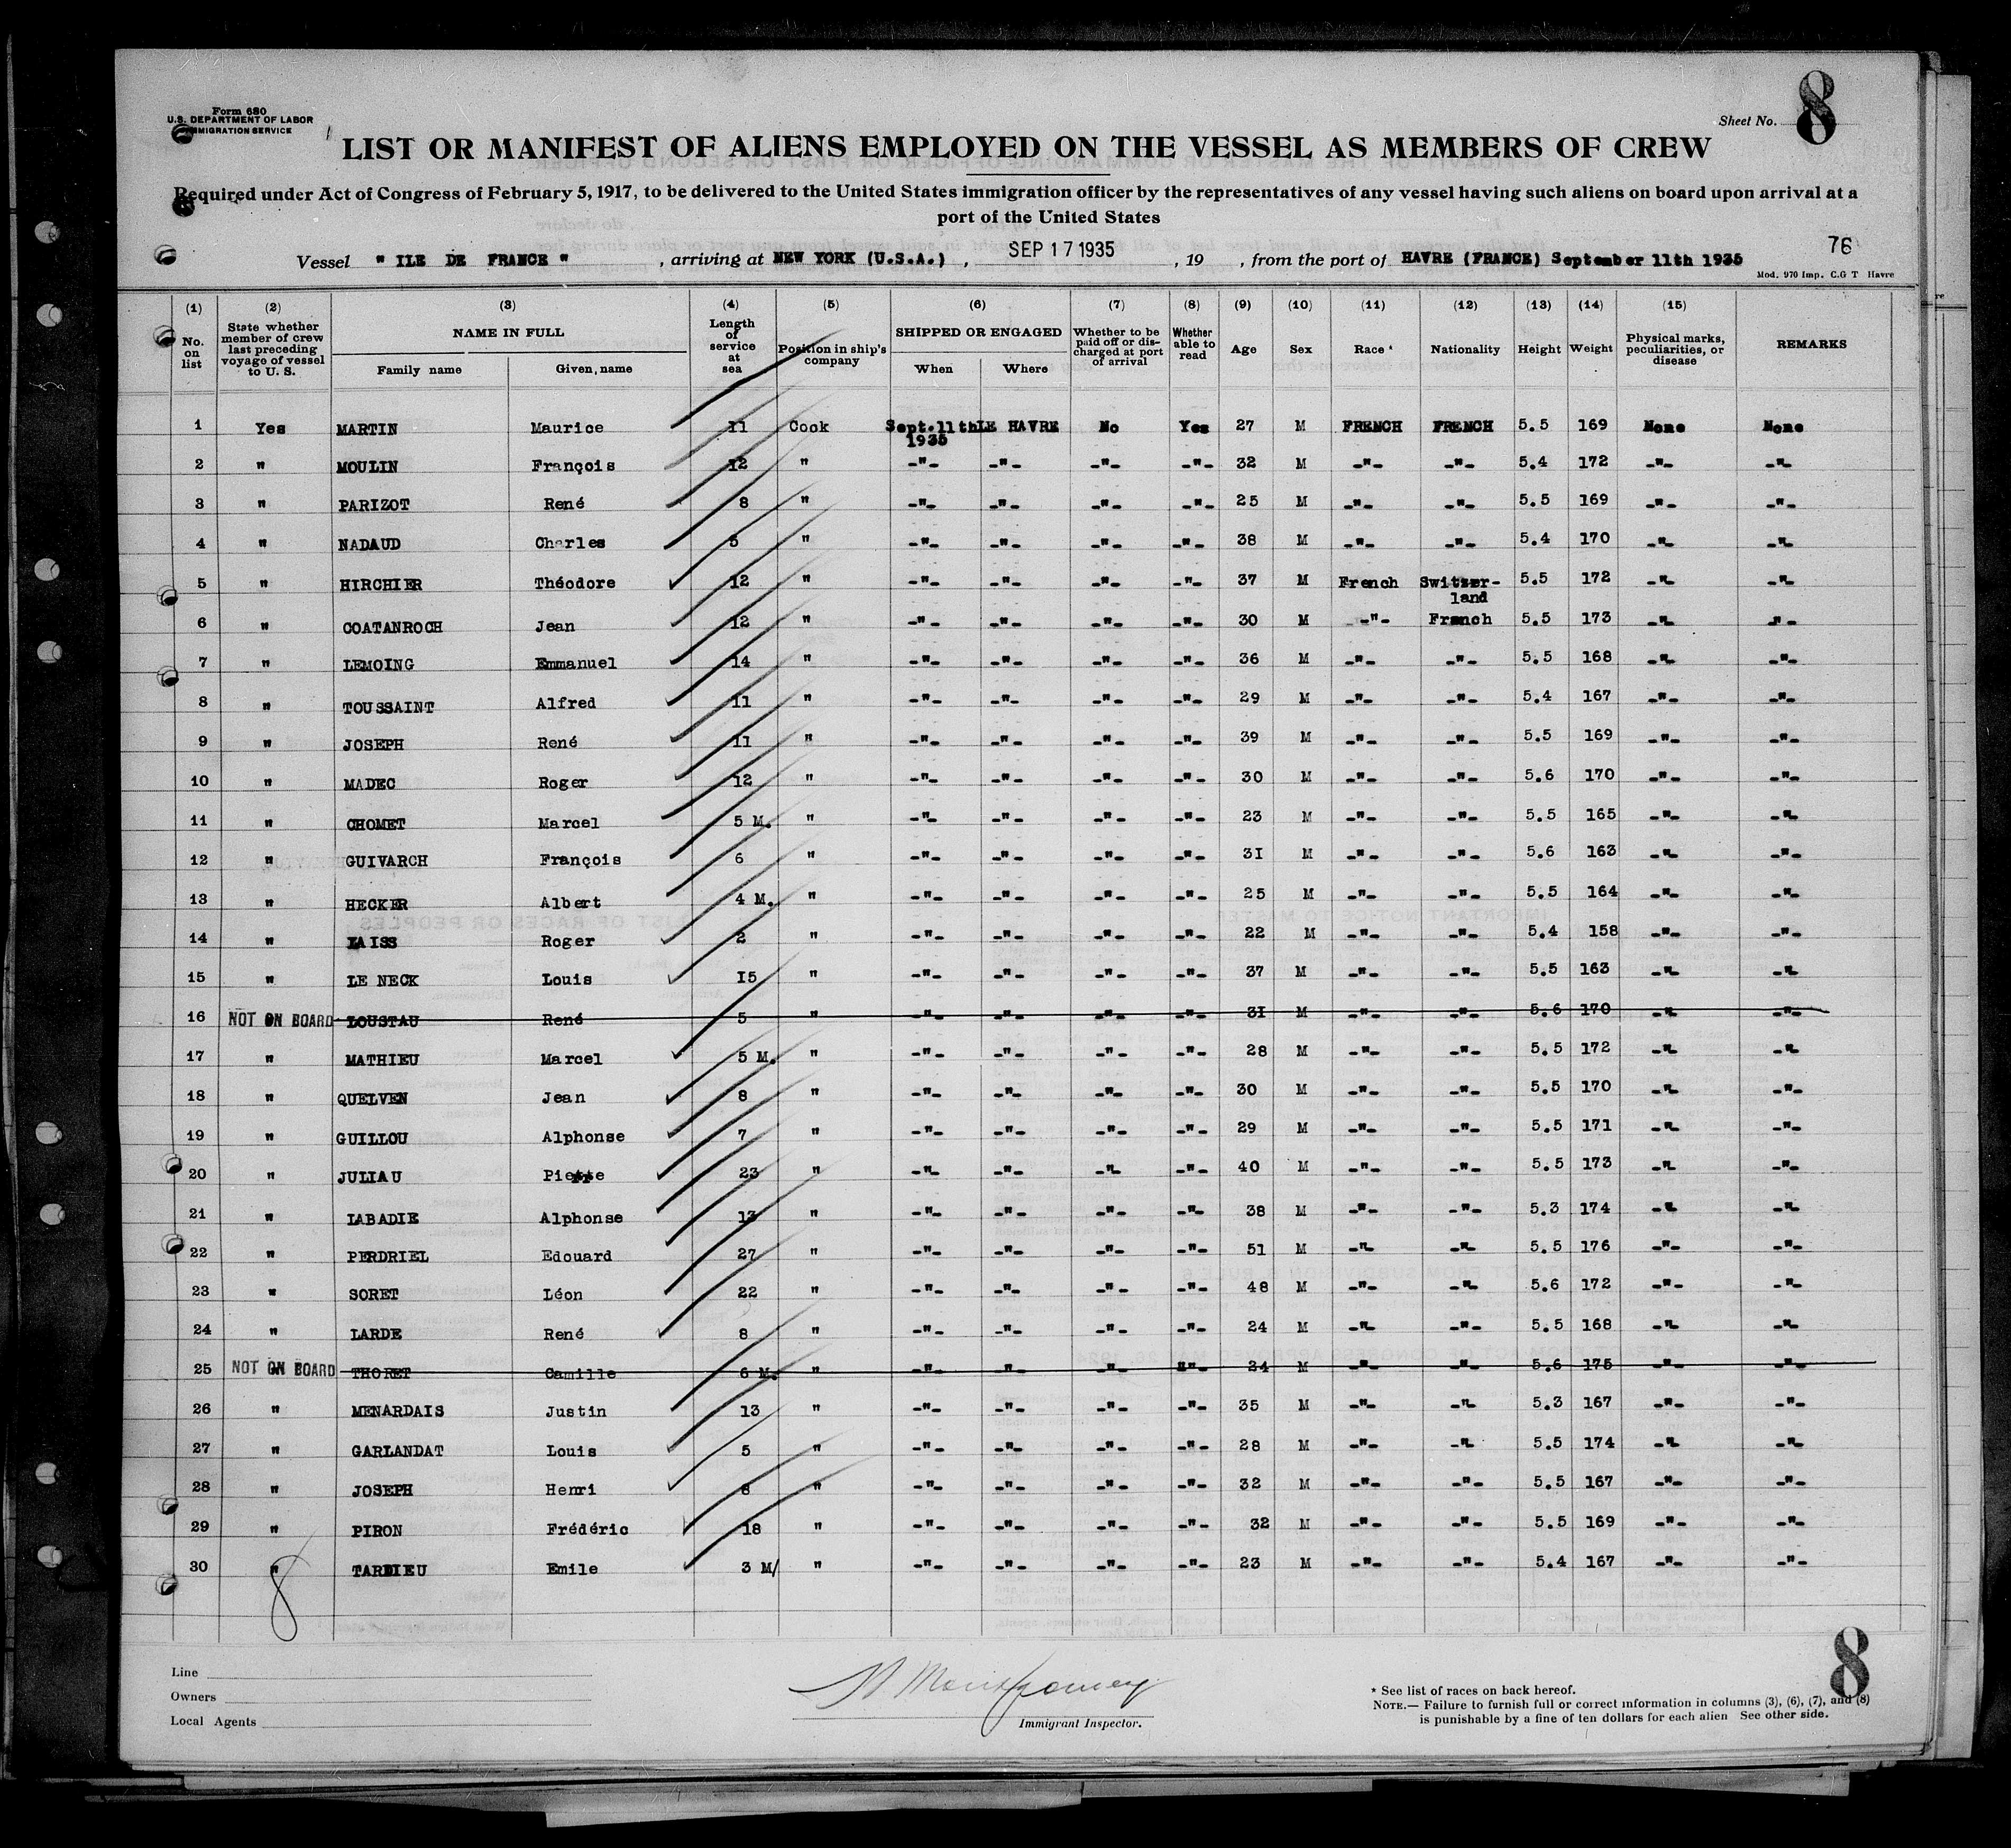 Form 680
U.S. DEPARTMENT OF LABOR
IMMIGRATION SERVICE
Sheet No. 8
LIST OR MANIFEST OF ALIENS EMPLOYED ON THE VESSEL AS MEMBERS OF CREW
Required under Act of Congress of February 5, 1917, to be delivered to the United States immigration officer by the representatives of any vessel having such aliens on board upon arrival at a
port of the United States
76
Vessel " ILE DE FRANCE " , arriving at NEW YORK (U.S.A.) , SEP 17 1935 , 19 , from the port of HAVRE (FRANCE) September 11th 1935
Mod. 970 Imp. C.G T Havre
(1) (2) (3) (4) (5) (6) (7) (8) (9) (10) (11) (12) (13) (14) (15)
No. on list State whether member of crew last preceding voyage of vessel to U. S. NAME IN FULL Family name Given, name Length of service at sea Position in ship's company SHIPPED OR ENGAGED When Where Whether to be paid off or discharged at port of arrival Whether able to read Age Sex Race * Nationality Height Weight Physical marks, peculiarities, or disease REMARKS
1 Yes MARTIN Maurice 11 Cook Sept.11th 1935 LE HAVRE No Yes 27 M FRENCH FRENCH 5.5 169 None None
2 " MOULIN François 12 " -"- -"- -"- -"- 32 M -"- -"- 5.4 172 -"- -"-
3 " PARIZOT René 8 " -"- -"- -"- -"- 25 M -"- -"- 5.5 169 -"- -"-
4 " NADAUD Charles 5 " -"- -"- -"- -"- 38 M -"- -"- 5.4 170 -"- -"-
5 " HIRCHIER Théodore 12 " -"- -"- -"- -"- 37 M French Switzer-land 5.5 172 -"- -"-
6 " COATANROCH Jean 12 " -"- -"- -"- -"- 30 M -"- French 5.5 173 -"- "-
7 " LEMOING Emmanuel 14 " -"- -"- -"- -"- 36 M -"- -"- 5.5 168 -"- -"-
8 " TOUSSAINT Alfred 11 " -"- -"- -"- -"- 29 M -"- -"- 5.4 167 -"- -"-
9 " JOSEPH René 11 " -"- -"- -"- -"- 39 M -"- -"- 5.5 169 -"- -"-
10 " MADEC Roger 12 " -"- -"- -"- -"- 30 M -"- -"- 5.6 170 -"- -"-
11 " CHOMET Marcel 5 M. " -"- -"- -"- -"- 23 M -"- -"- 5.5 165 -"- -"-
12 " GUIVARCH François 6 " -"- -"- -"- -"- 31 M -"- -"- 5.6 163 -"- -"-
13 " HECKER Albert 4 M. " -"- -"- -"- -"- 25 M -"- -"- 5.5 164 -"- -"-
14 " Roger 2 " -"- -"- -"- -"- 22 M -"- -"- 5.4 158 -"- -"-
15 " LE NECK Louis 15 " -"- -"- -"- -"- 37 M -"- -"- 5.5 163 -"- -"-
16 NOT ON BOARD LOUSTAU René 5 " -"- -"- -"- -"- 31 M -"- -"- 5.6 170 -"- -"-
17 " MATHIEU Marcel 5 M. " -"- -"- -"- -"- 28 M -"- -"- 5.5 172 -"- -"-
18 " QUELVEN Jean 8 " -"- -"- -"- -"- 30 M -"- -"- 5.5 170 -"- -"-
19 " GUILLOU Alphonse 7 " -"- -"- -"- -"- 29 M -"- -"- 5.5 171 -"- -"-
20 " JULIAU Pierre 23 " -"- -"- -"- -"- 40 M -"- -"- 5.5 173 -"- -"-
21 " LABADIE Alphonse 13 " -"- -"- -"- -"- 38 M -"- -"- 5.3 174 -"- -"-
22 " PERDRIEL Edouard 27 " -"- -"- -"- -"- 51 M -"- -"- 5.5 176 -"- -"-
23 " SORET Léon 22 " -"- -"- -"- -"- 48 M -"- -"- 5.6 172 -"- -"-
24 " LARDE René 8 " -"- -"- -"- -"- 24 M -"- -"- 5.5 168 -"- -"-
25 NOT ON BOARD THORET Camille 6 M. " -"- -"- -"- ""- 24 M -"- -"- 5.6 175 -"- -"-
26 " MENARDAIS Justin 13 " -"- -"- -"- -"- 35 M -"- -"- 5.3 167 -"- -"-
27 " GARLANDAT Louis 5 " -"- -"- -"- -"- 28 M -"- -"- 5.5 174 -"- -"-
28 " JOSEPH Henri 8 " -"- -"- -"- -"- 32 M -"- -"- 5.5 167 -"- -"-
29 " PIRON Frédéric 18 " -"- -"- -"- -"- 32 M -"- -"- 5.5 169 -"- -"-
30 " TARDIEU Emile 3 M/ " -"- -"- -"- -"- 23 M -"- -"- 5.4 167 -"- -"-
8
8
Line
Owners
Local Agents
Montgomery
Immigrant Inspector.
* See list of races on back hereof.
NOTE.— Failure to furnish full or correct information in columns (3), (6), (7), and (8)
is punishable by a fine of ten dollars for each alien See other side.